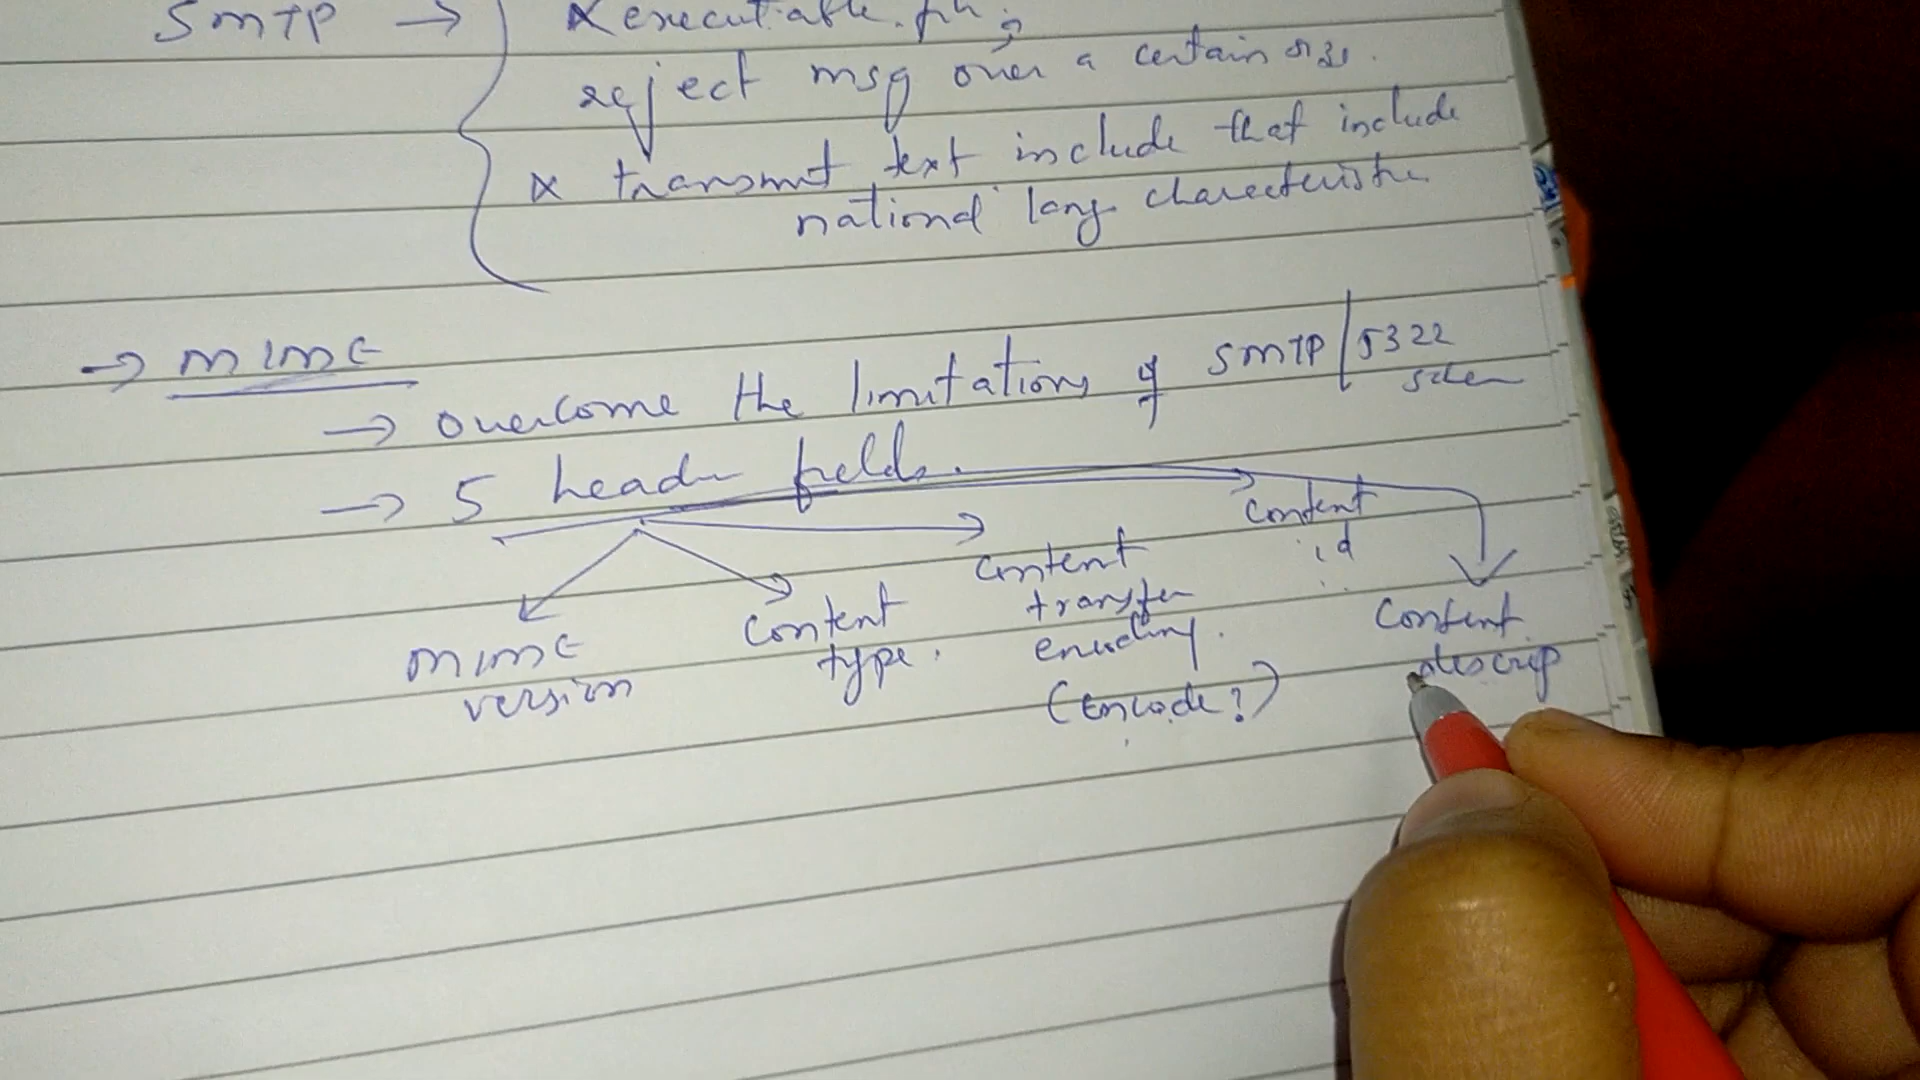 SMTP → x executable file;
reject msg over a certain size.
x transmit text include that include
national lang characteristic
→ MIME
→ overcome the limitations of SMTP / 5322
→ 5 header fields.
MIME
version
content
type.
content
transfer
encoding.
(encode?)
content
id
content
descrip